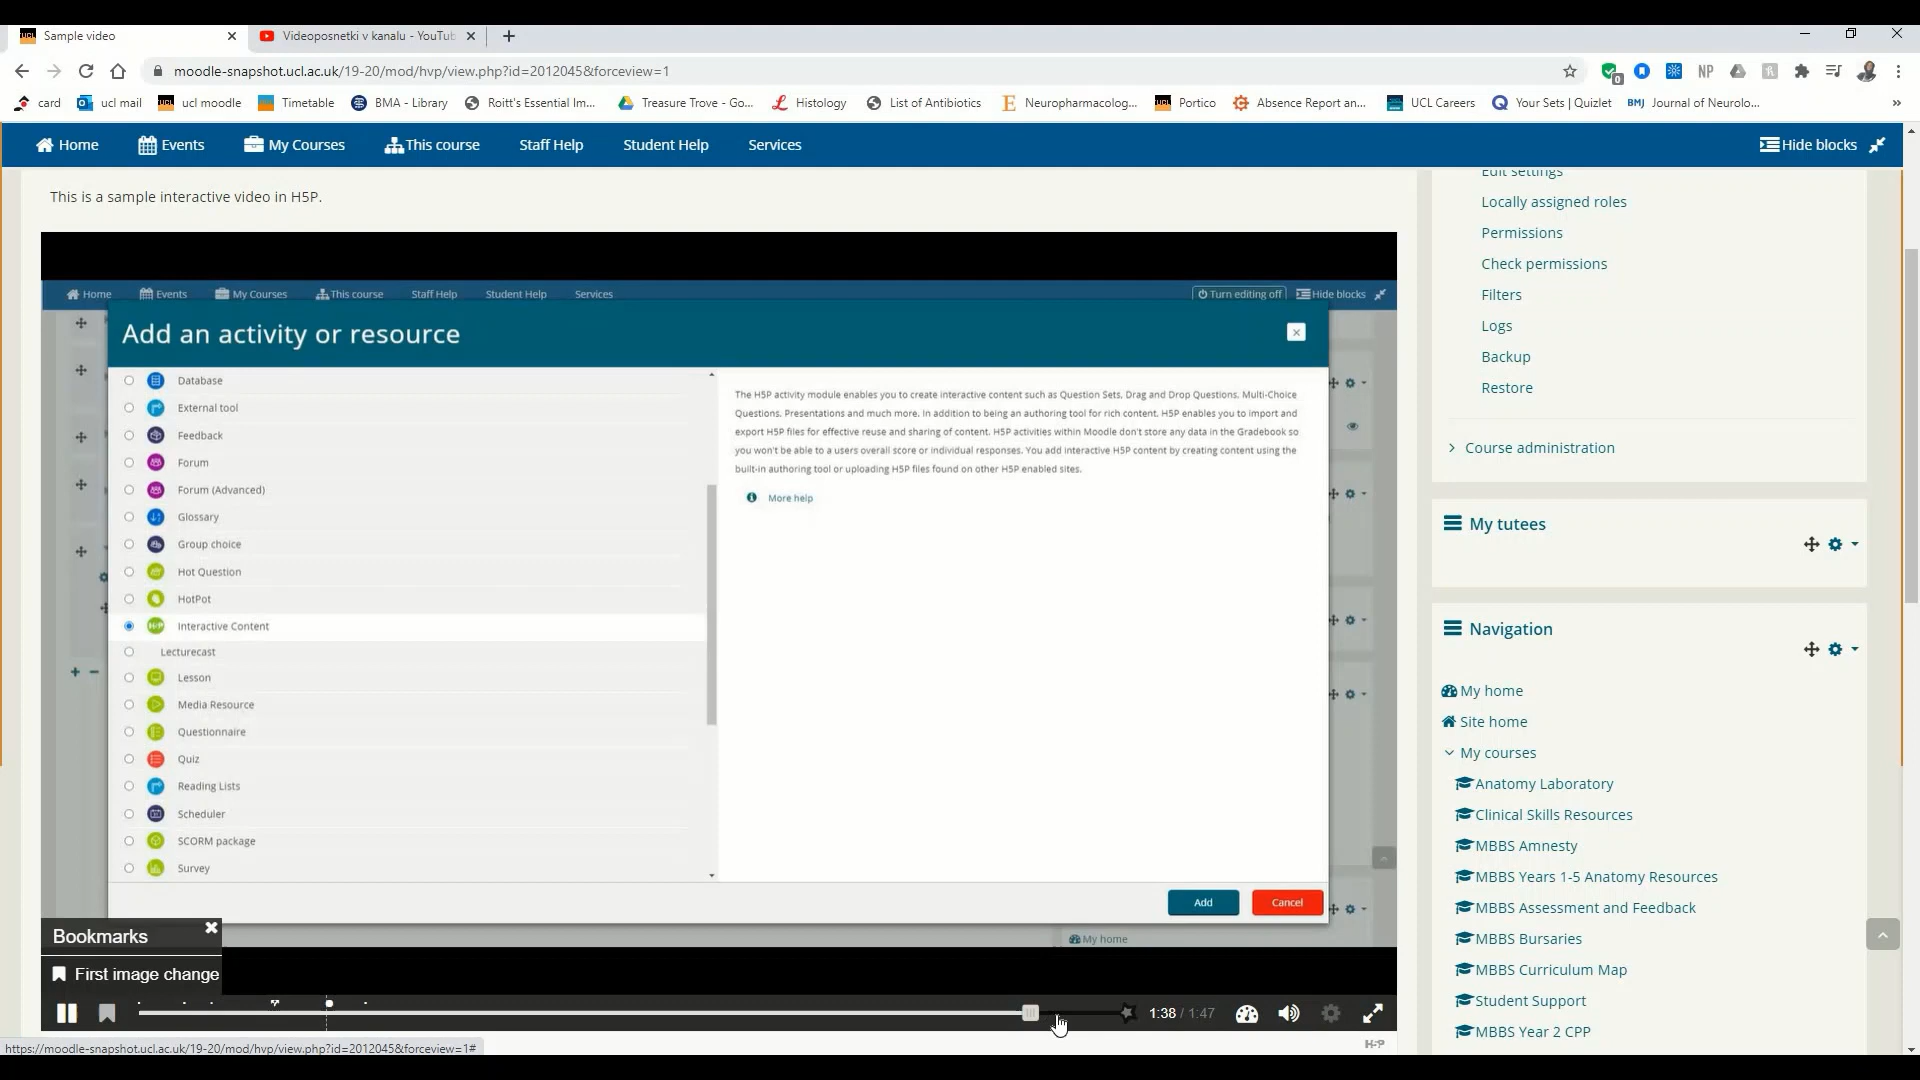 Sample video
Videoposnetki v kanalu - YouTub
moodle-snapshot.ucl.ac.uk/19-20/mod/hvp/view.php?id=2012045&forceview=1
card ucl mail ucl moodle Timetable BMA - Library Roitt's Essential Im... Treasure Trove - Go... Histology List of Antibiotics Neuropharmacolog... Portico Absence Report an... UCL Careers Your Sets | Quizlet BMJ Journal of Neurolo...
Home Events My Courses This course Staff Help Student Help Services Hide blocks
This is a sample interactive video in H5P.
Home Events My Courses This course Staff Help Student Help Services Turn editing off Hide blocks
Add an activity or resource
Database
External tool
Feedback
Forum
Forum (Advanced)
Glossary
Group choice
Hot Question
HotPot
Interactive Content
Lecturecast
Lesson
Media Resource
Questionnaire
Quiz
Reading Lists
Scheduler
SCORM package
Survey
The H5P activity module enables you to create interactive content such as Question Sets, Drag and Drop Questions, Multi-Choice
Questions, Presentations and much more. In addition to being an authoring tool for rich content, H5P enables you to import and
export H5P files for effective reuse and sharing of content. H5P activities within Moodle don't store any data in the Gradebook so
you won't be able to a users overall score or individual responses. You add interactive H5P content by creating content using the
built-in authoring tool or uploading H5P files found on other H5P enabled sites.
More help
Add Cancel
My home
Bookmarks
First image change
1:38 / 1:47
H5P
https://moodle-snapshot.ucl.ac.uk/19-20/mod/hvp/view.php?id=2012045&forceview=1#
Edit settings
Locally assigned roles
Permissions
Check permissions
Filters
Logs
Backup
Restore
Course administration
My tutees
Navigation
My home
Site home
My courses
Anatomy Laboratory
Clinical Skills Resources
MBBS Amnesty
MBBS Years 1-5 Anatomy Resources
MBBS Assessment and Feedback
MBBS Bursaries
MBBS Curriculum Map
Student Support
MBBS Year 2 CPP